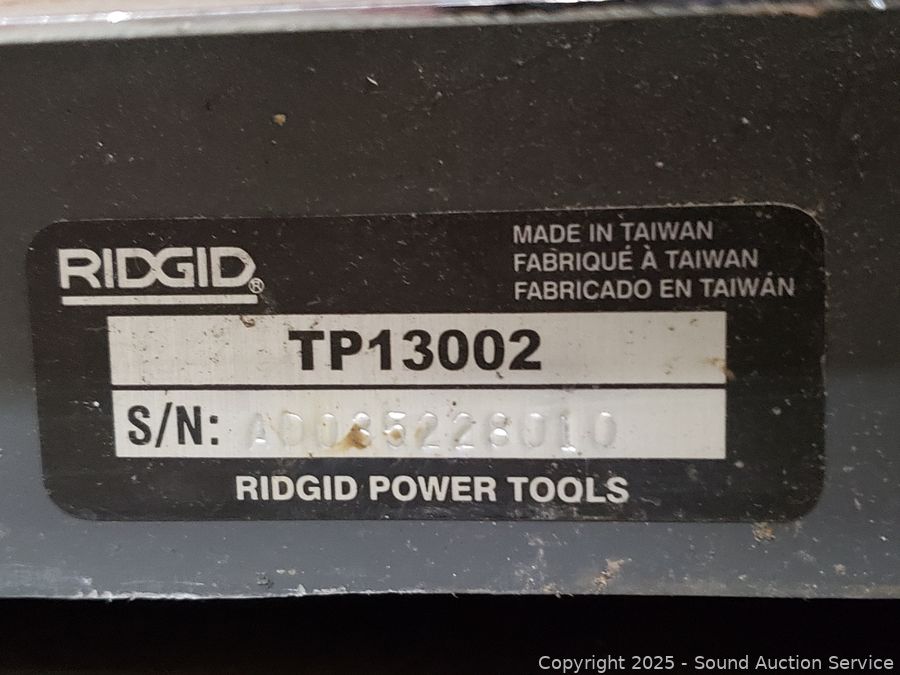 RIDGID®
MADE IN TAIWAN
FABRIQUÉ À TAIWAN
FABRICADO EN TAIWÁN
TP13002
S/N:
RIDGID POWER TOOLS
Copyright © 2025 - Sound Auction Service